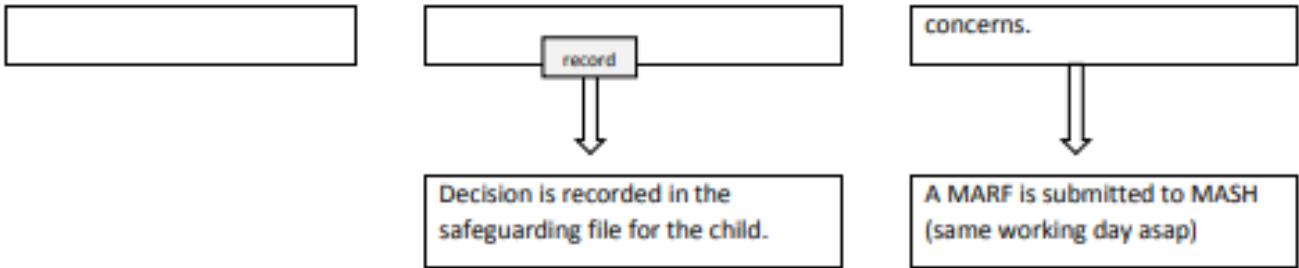 concerns.
record
Decision is recorded in the
safeguarding file for the child.
A MARF is submitted to MASH
(same working day asap)